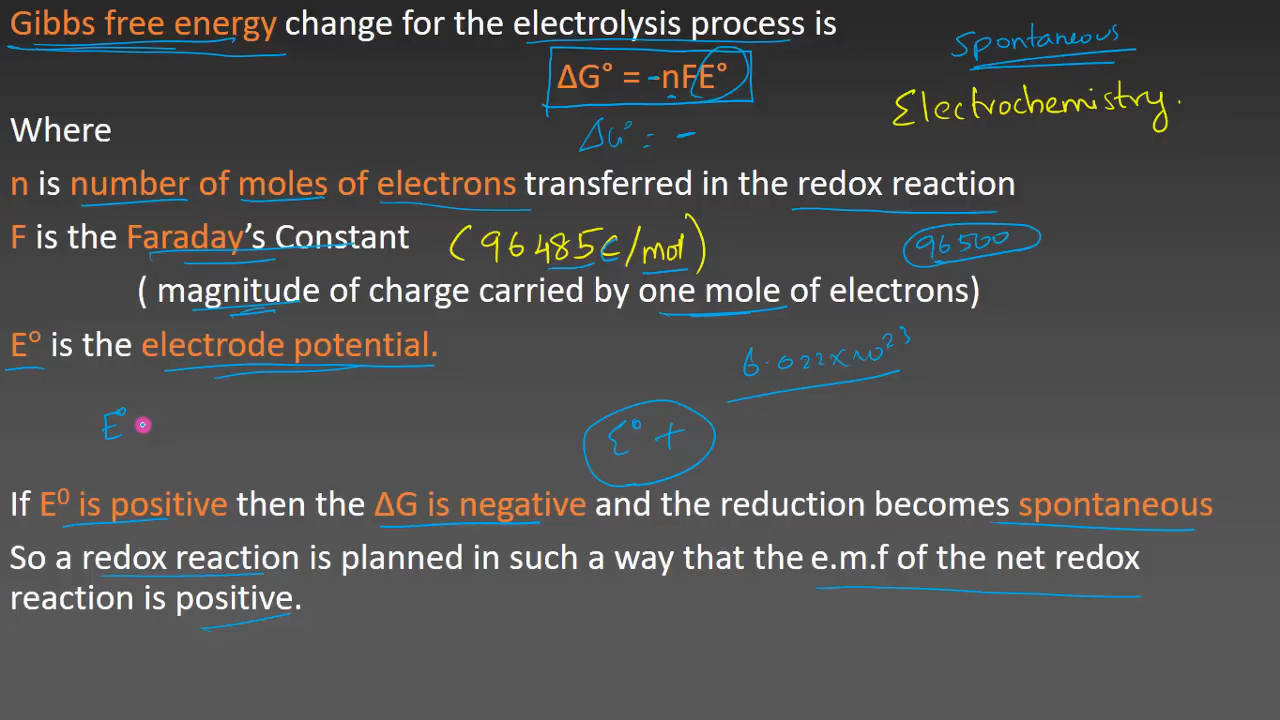 Gibbs free energy change for the electrolysis process is
Spontaneous
ΔG° = -nFE°
Electrochemistry.
Where
ΔG° = -
n is number of moles of electrons transferred in the redox reaction
F is the Faraday's Constant (96485C/mol) 96500
( magnitude of charge carried by one mole of electrons)
E° is the electrode potential.
6.022×10²³
E°
E° +
If E⁰ is positive then the ΔG is negative and the reduction becomes spontaneous
So a redox reaction is planned in such a way that the e.m.f of the net redox
reaction is positive.